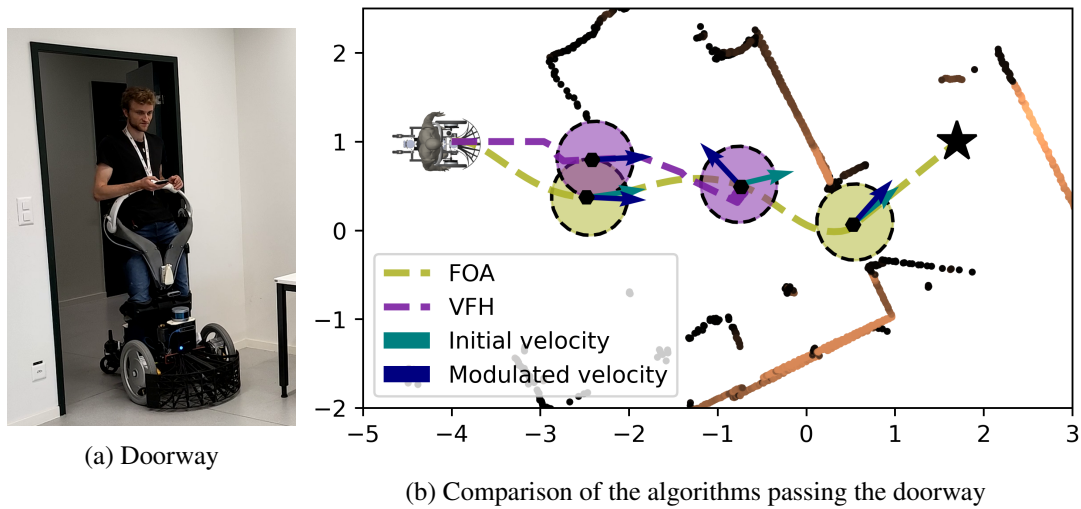 2
1
0
−1
−2
FOA
VFH
Initial velocity
Modulated velocity
−5 −4 −3 −2 −1 0 1 2 3
(a) Doorway
(b) Comparison of the algorithms passing the doorway